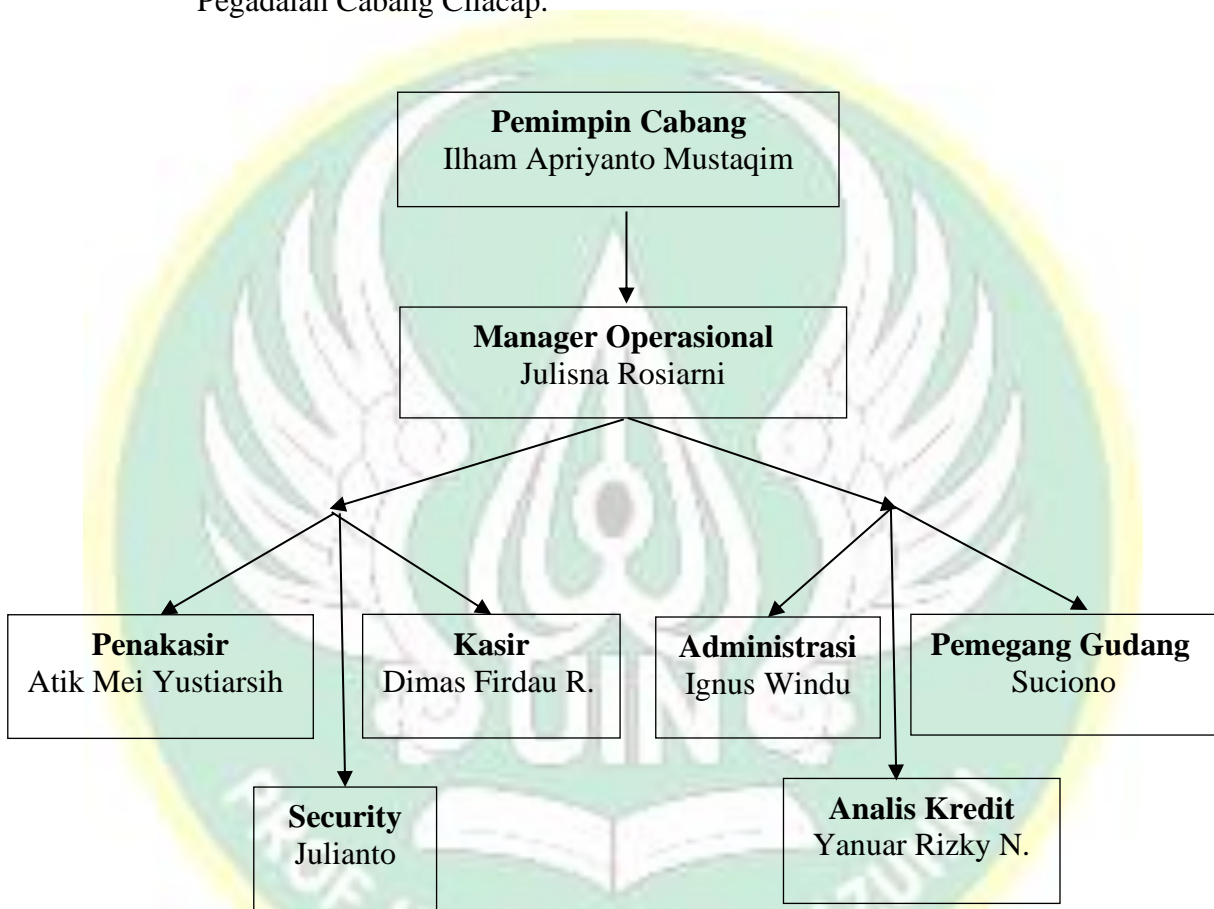 Pegadaian Cabang Cilacap.
Pemimpin Cabang
Ilham Apriyanto Mustaqim
Manager Operasional
Julisna Rosiarni
Penakasir
Atik Mei Yustiarsih
Kasir
Dimas Firdau R.
Administrasi
Ignus Windu
Pemegang Gudang
Suciono
Security
Julianto
Analis Kredit
Yanuar Rizky N.
UIN